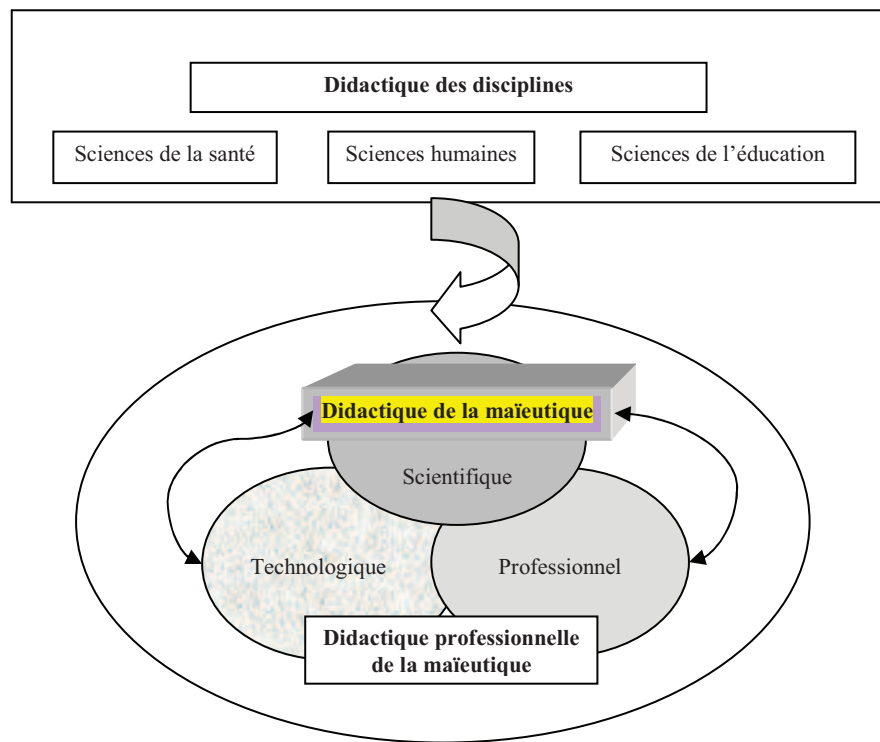 Didactique des disciplines
Sciences de la santé
Sciences humaines
Sciences de l’éducation
Didactique de la maïeutique
Scientifique
Technologique
Professionnel
Didactique professionnelle
de la maïeutique